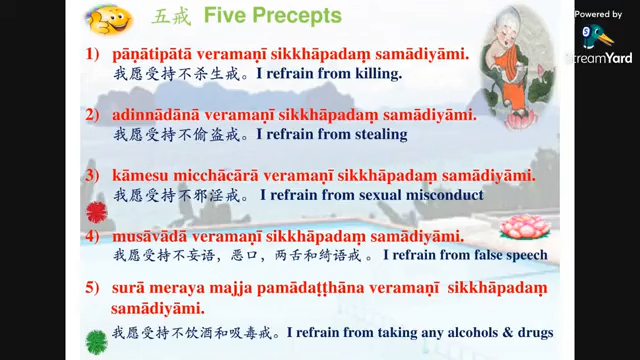 五戒 Five Precepts
Powered by
StreamYard
1) pāṇātipātā veramaṇī sikkhāpadaṃ samādiyāmi.
我愿受持不杀生戒。I refrain from killing.
2) adinnādānā veramaṇī sikkhāpadaṃ samādiyāmi.
我愿受持不偷盗戒。I refrain from stealing
3) kāmesu micchācārā veramaṇī sikkhāpadaṃ samādiyāmi.
我愿受持不邪淫戒。 I refrain from sexual misconduct
4) musāvādā veramaṇī sikkhāpadaṃ samādiyāmi.
我愿受持不妄语，恶口，两舌和绮语戒 。 I refrain from false speech
5) surā meraya majja pamādaṭṭhāna veramaṇī sikkhāpadaṃ
samādiyāmi.
我愿受持不饮酒和吸毒戒。I refrain from taking any alcohols & drugs